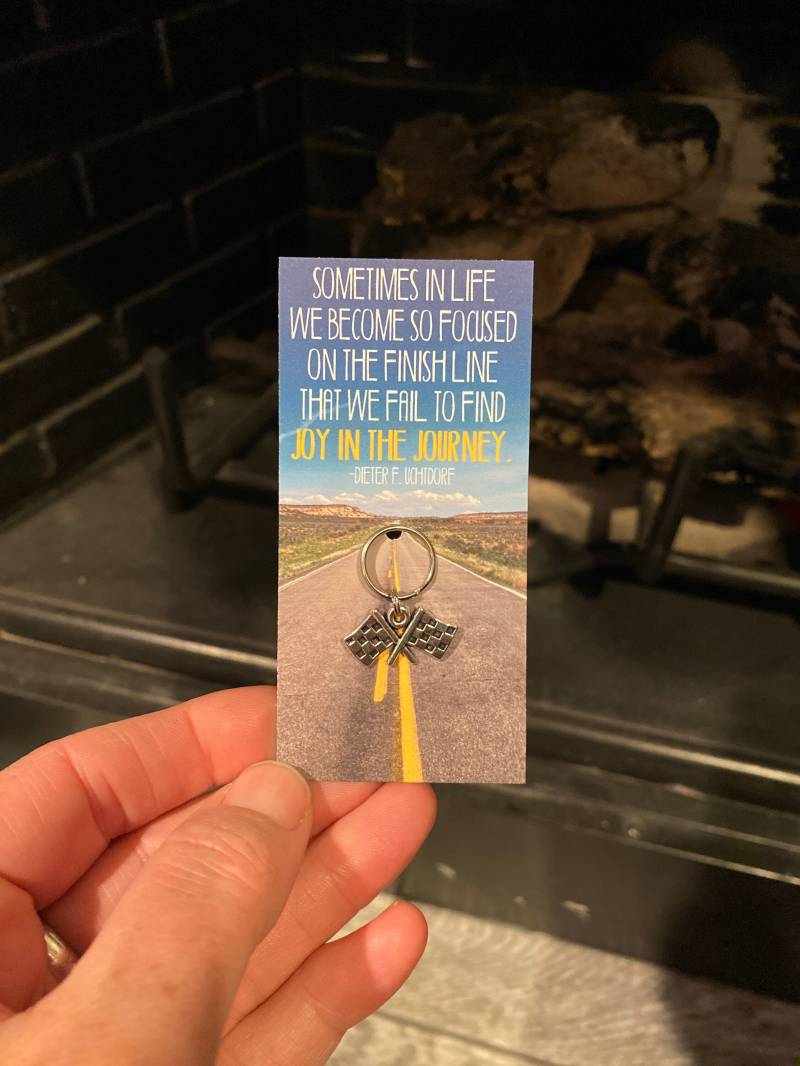 SOMETIMES IN LIFE
WE BECOME SO FOCUSED
ON THE FINISH LINE
THAT WE FAIL TO FIND
JOY IN THE JOURNEY.
-DIETER F. UCHTDORF